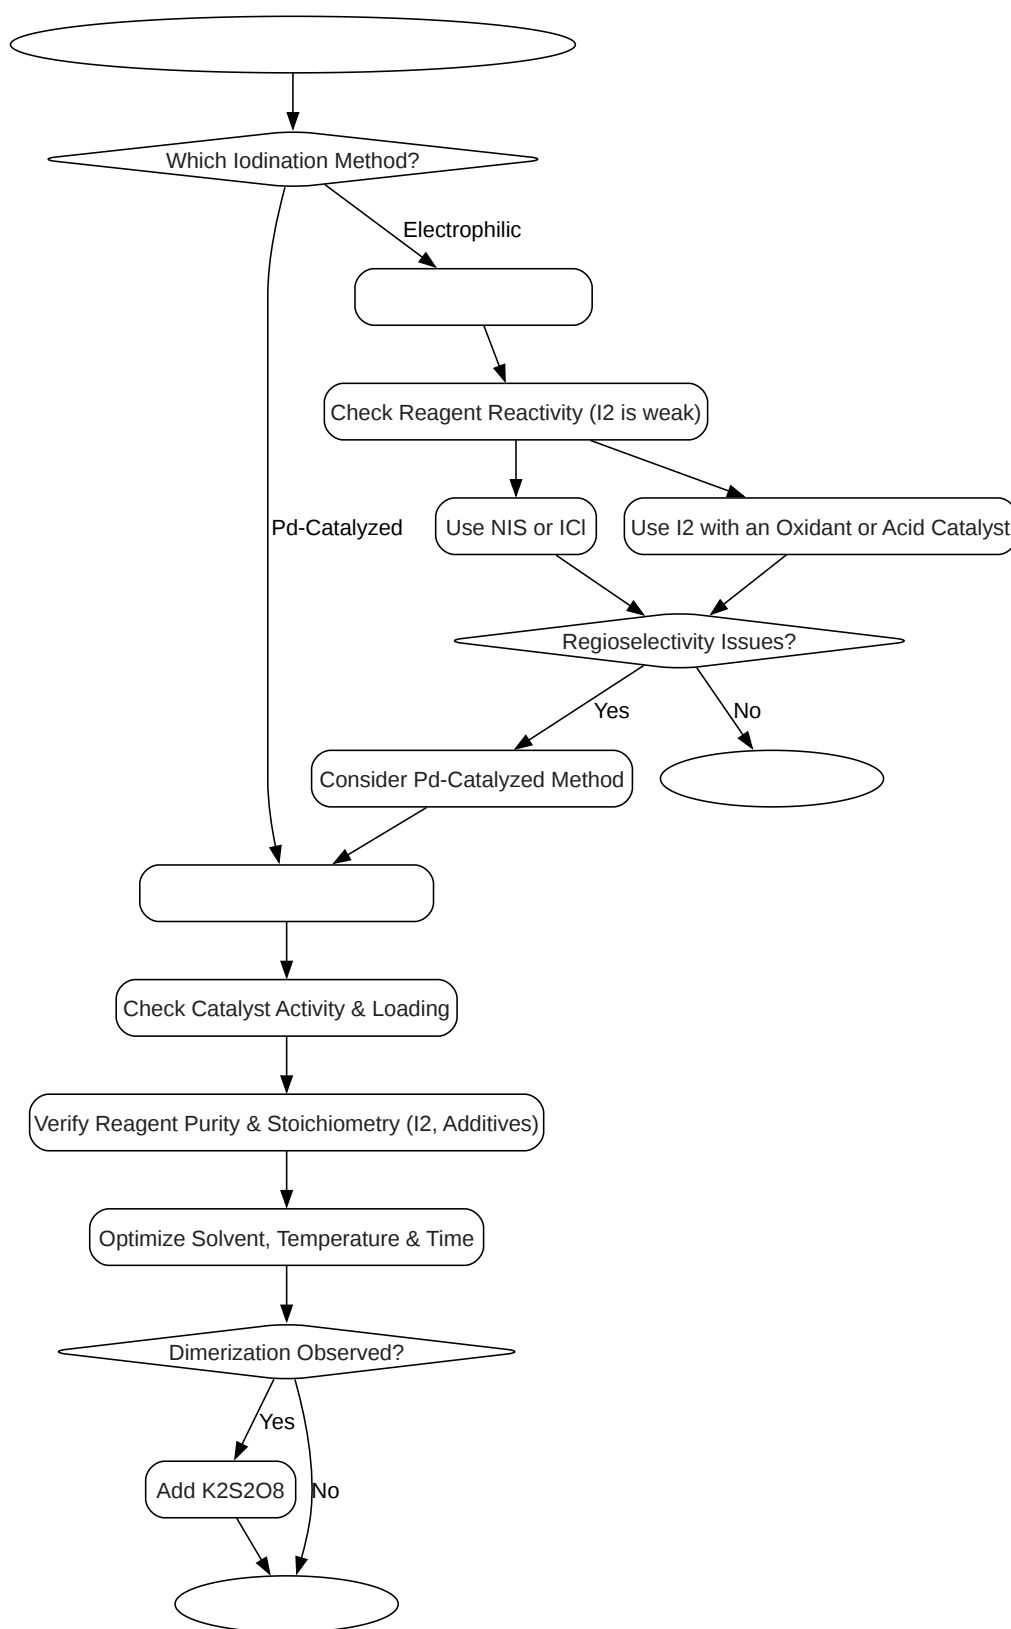 Which Iodination Method?
Electrophilic
Check Reagent Reactivity (I2 is weak)
Pd-Catalyzed
Use NIS or ICl
Use I2 with an Oxidant or Acid Catalyst
Regioselectivity Issues?
Yes
No
Consider Pd-Catalyzed Method
Check Catalyst Activity & Loading
Verify Reagent Purity & Stoichiometry (I2, Additives)
Optimize Solvent, Temperature & Time
Dimerization Observed?
Yes
Add K2S2O8
No